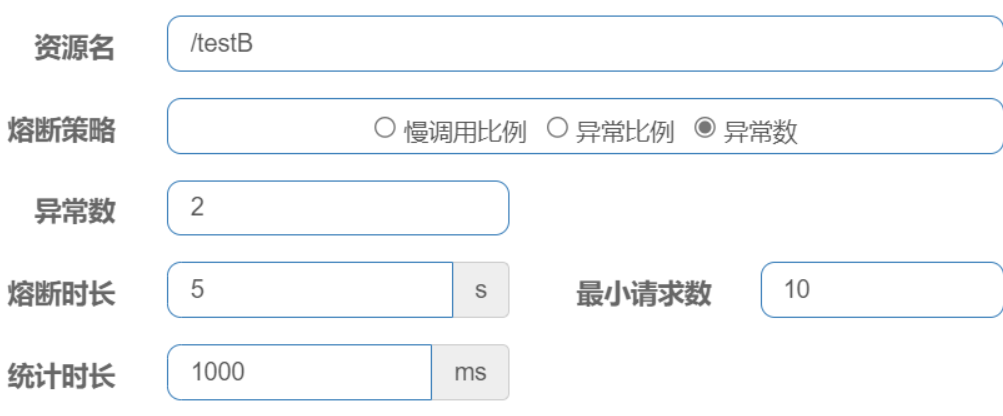 资源名 /testB
熔断策略 慢调用比例 异常比例 异常数
异常数 2
熔断时长 5 s 最小请求数 10
统计时长 1000 ms